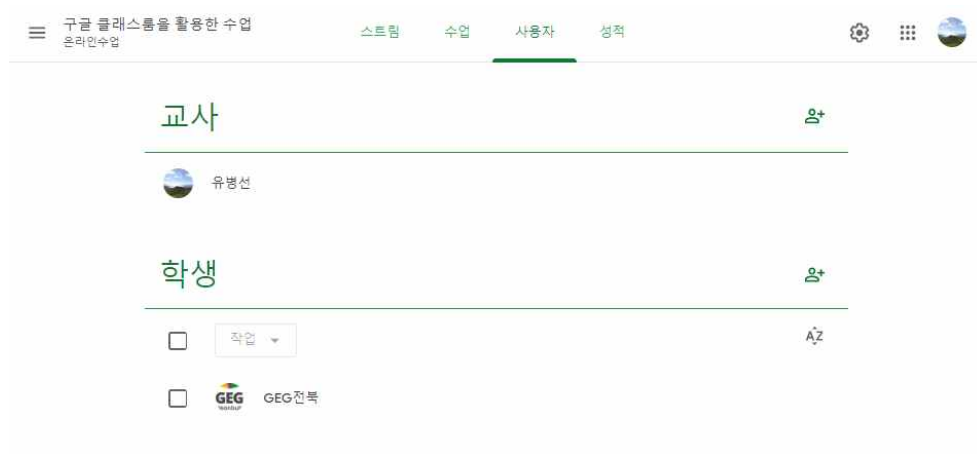 구글 클래스룸을 활용한 수업
온라인수업
스트림 수업 사용자 성적
교사
유병선
학생
작업
AZ
GEG
GEG전북